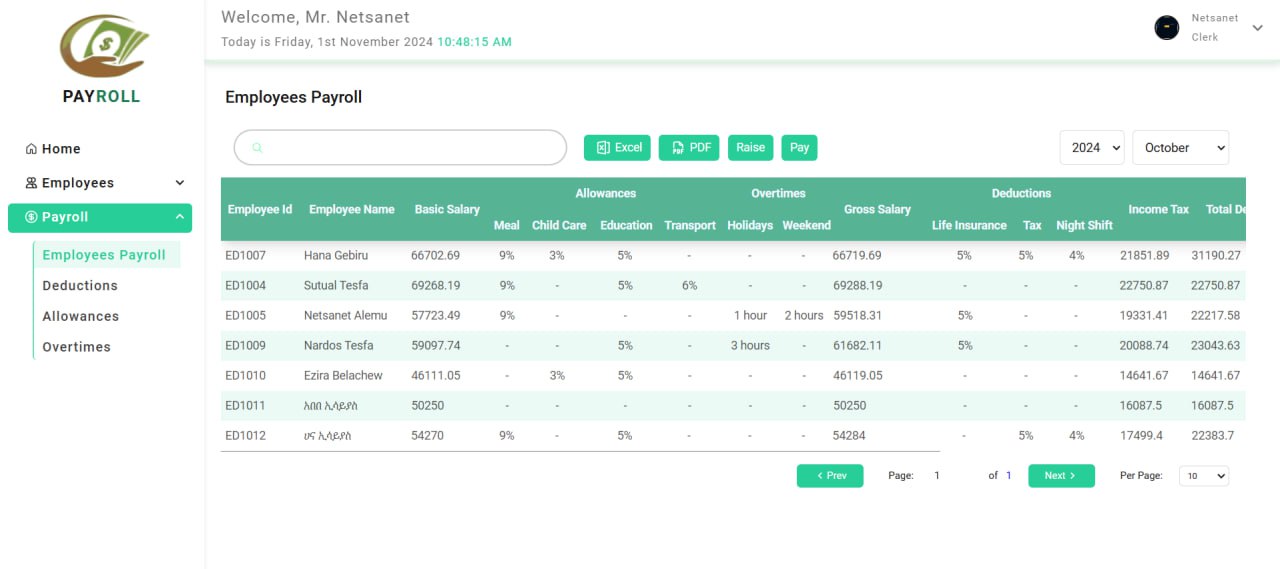 Welcome, Mr. Netsanet
Today is Friday, 1st November 2024 10:48:15 AM
Netsanet
Clerk
PAYROLL
Home
Employees
Payroll
Employees Payroll
Deductions
Allowances
Overtimes
Employees Payroll
Excel PDF Raise Pay 2024 October
Allowances Overtimes Deductions
Employee Id Employee Name Basic Salary Gross Salary Income Tax Total De
Meal Child Care Education Transport Holidays Weekend Life Insurance Tax Night Shift
ED1007 Hana Gebiru 66702.69 9% 3% 5% - - - 66719.69 5% 5% 4% 21851.89 31190.27
ED1004 Sutual Tesfa 69268.19 9% - 5% 6% - - 69288.19 - - - 22750.87 22750.87
ED1005 Netsanet Alemu 57723.49 9% - - - 1 hour 2 hours 59518.31 5% - - 19331.41 22217.58
ED1009 Nardos Tesfa 59097.74 - - 5% - 3 hours - 61682.11 5% - - 20088.74 23043.63
ED1010 Ezira Belachew 46111.05 - 3% 5% - - - 46119.05 - - - 14641.67 14641.67
ED1011 አበበ ኢሳይያስ 50250 - - - - - - 50250 - - - 16087.5 16087.5
ED1012 ሀና ኢሳይያስ 54270 9% - 5% - - - 54284 - 5% 4% 17499.4 22383.7
< Prev Page: 1 of 1 Next > Per Page: 10